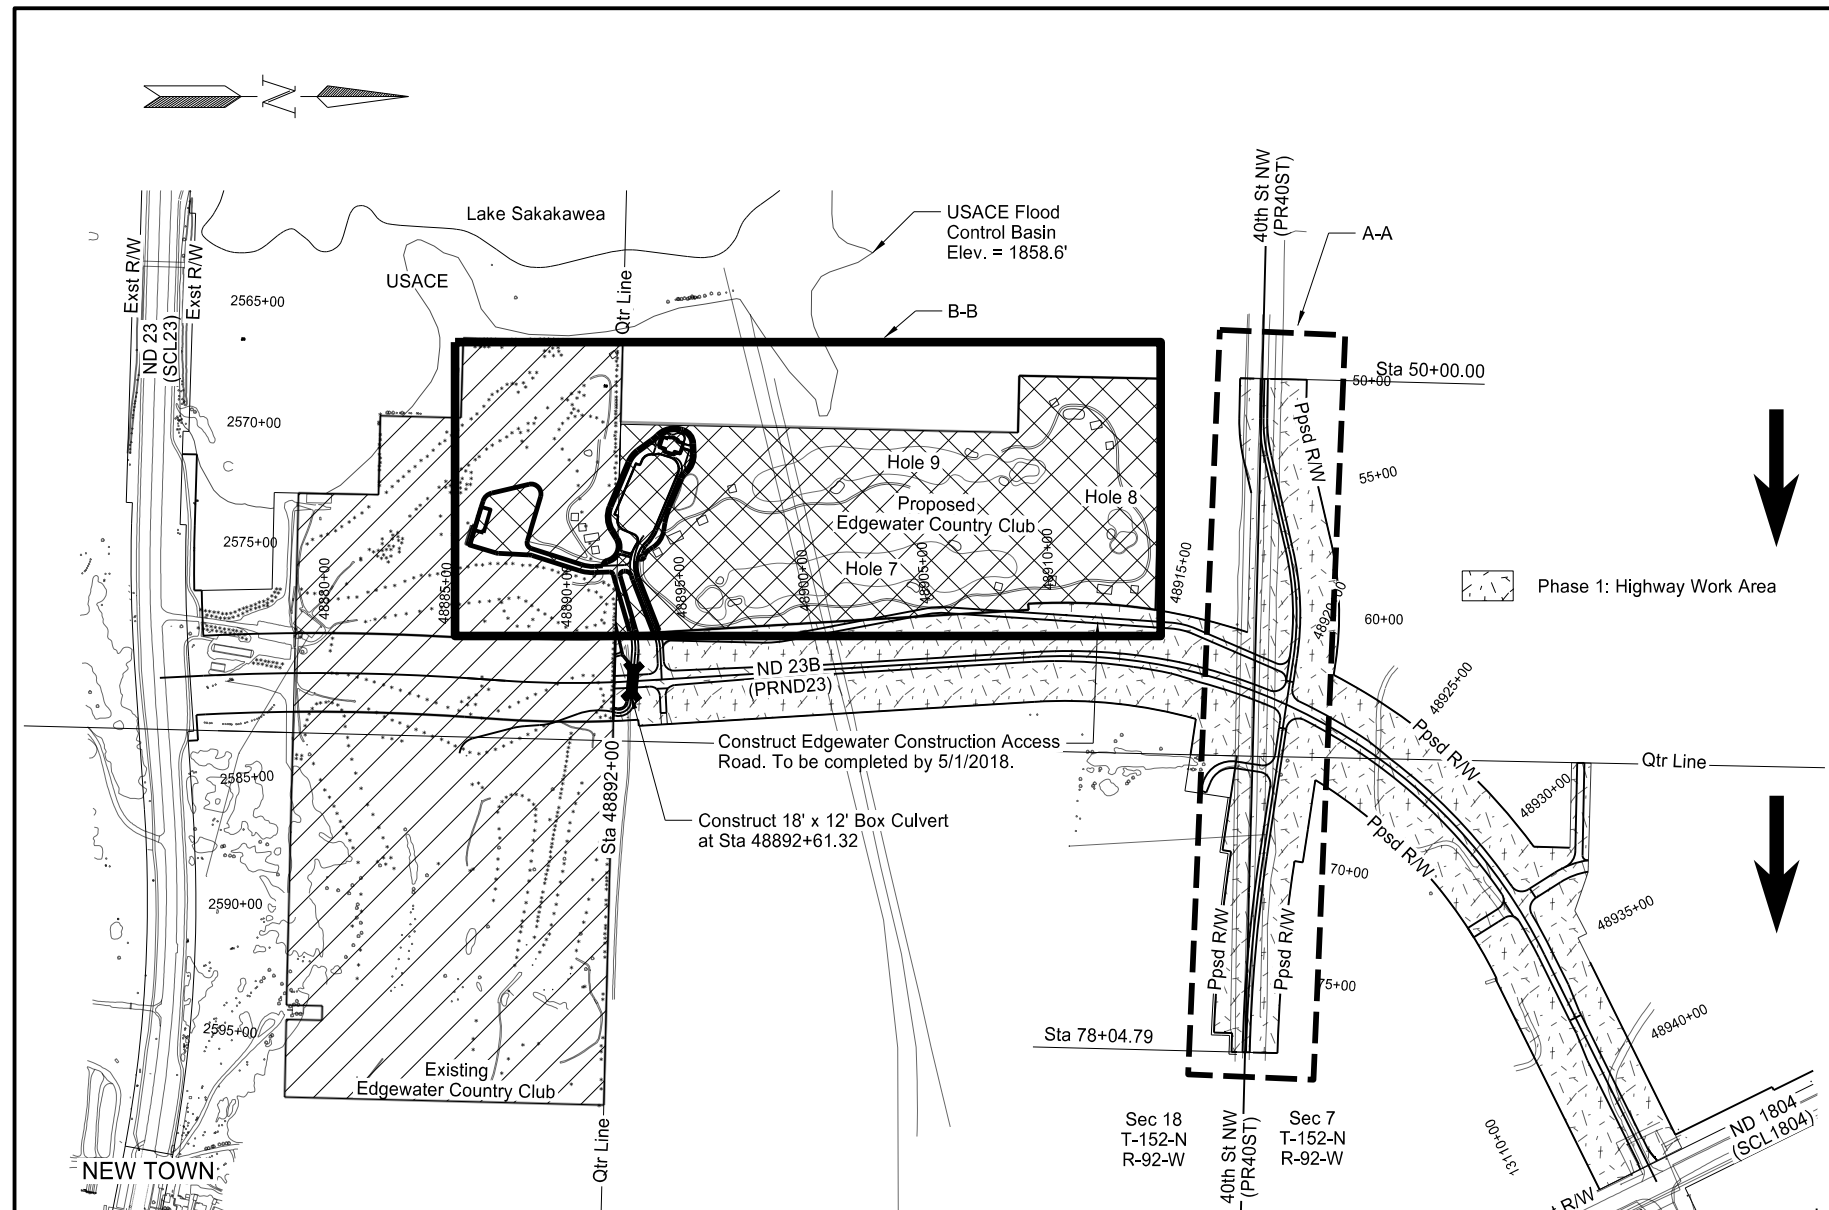 N
Lake Sakakawea
USACE Flood
Control Basin
Elev. = 1858.6'
40th St NW
(PR40ST)
A-A
Exst R/W
Exst R/W
ND 23
(SCL23)
USACE
Qtr Line
B-B
2565+00
2570+00
2575+00
2585+00
2590+00
2595+00
Sta 50+00.00
50+00
Ppsd R/W
55+00
60+00
70+00
75+00
Hole 9
Proposed
Edgewater Country Club
Hole 8
Hole 7
48880+00
48885+00
48890+00
48895+00
48900+00
48905+00
48910+00
48915+00
48920+00
48925+00
48930+00
48935+00
48940+00
Phase 1: Highway Work Area
ND 23B
(PRND23)
Construct Edgewater Construction Access
Road. To be completed by 5/1/2018.
Qtr Line
Ppsd R/W
Ppsd R/W
Sta 48892+00
Construct 18' x 12' Box Culvert
at Sta 48892+61.32
Ppsd R/W
Ppsd R/W
Sta 78+04.79
Existing
Edgewater Country Club
Qtr Line
NEW TOWN
Sec 18
T-152-N
R-92-W
40th St NW
(PR40ST)
Sec 7
T-152-N
R-92-W
13110+00
ND 1804
(SCL1804)
R/W